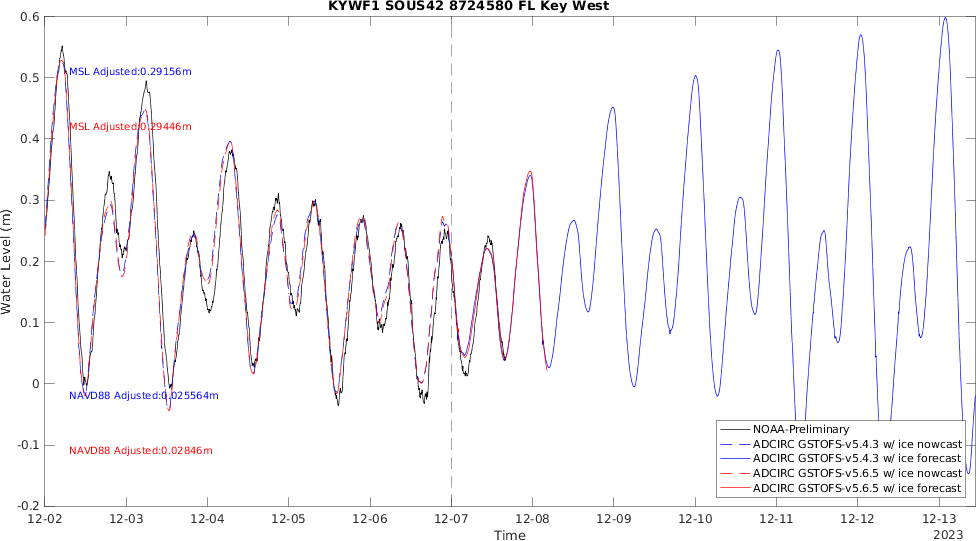 KYWF1 SOUS42 8724580 FL Key West
0.6
0.5
0.4
0.3
0.2
0.1
0
-0.1
-0.2
Water Level (m)
MSL Adjusted:0.29156m
MSL Adjusted:0.29446m
NAVD88 Adjusted:0.025564m
NAVD88 Adjusted:0.02846m
NOAA-Preliminary
ADCIRC GSTOFS-v5.4.3 w/ ice nowcast
ADCIRC GSTOFS-v5.4.3 w/ ice forecast
ADCIRC GSTOFS-v5.6.5 w/ ice nowcast
ADCIRC GSTOFS-v5.6.5 w/ ice forecast
12-02 12-03 12-04 12-05 12-06 12-07 12-08 12-09 12-10 12-11 12-12 12-13
Time
2023